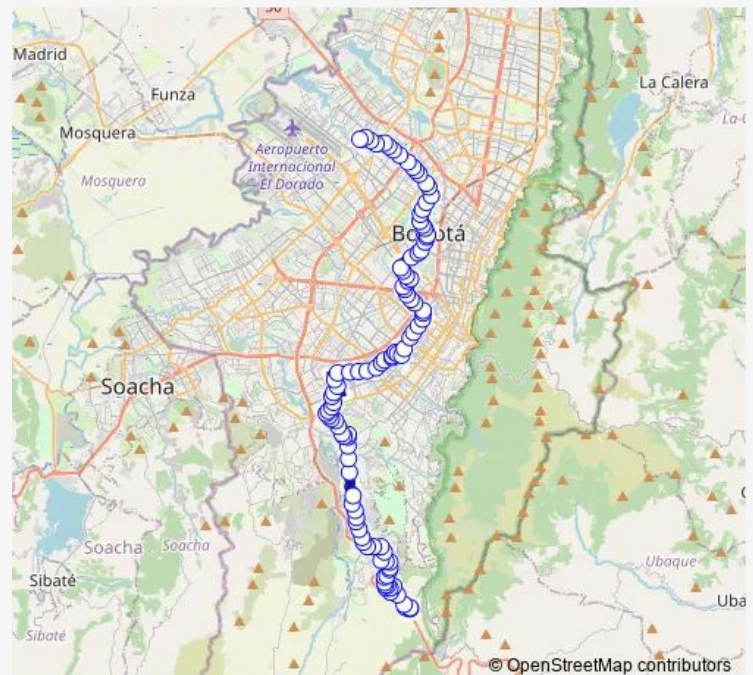 50
Madrid
Funza
La Calera
Mosquera
Aeropuerto
Internacional
El Dorado
Mosquera
Bogotá
Soacha
Soacha
Soacha
Ubaque
Sibaté
Sibaté
© OpenStreetMap contributors